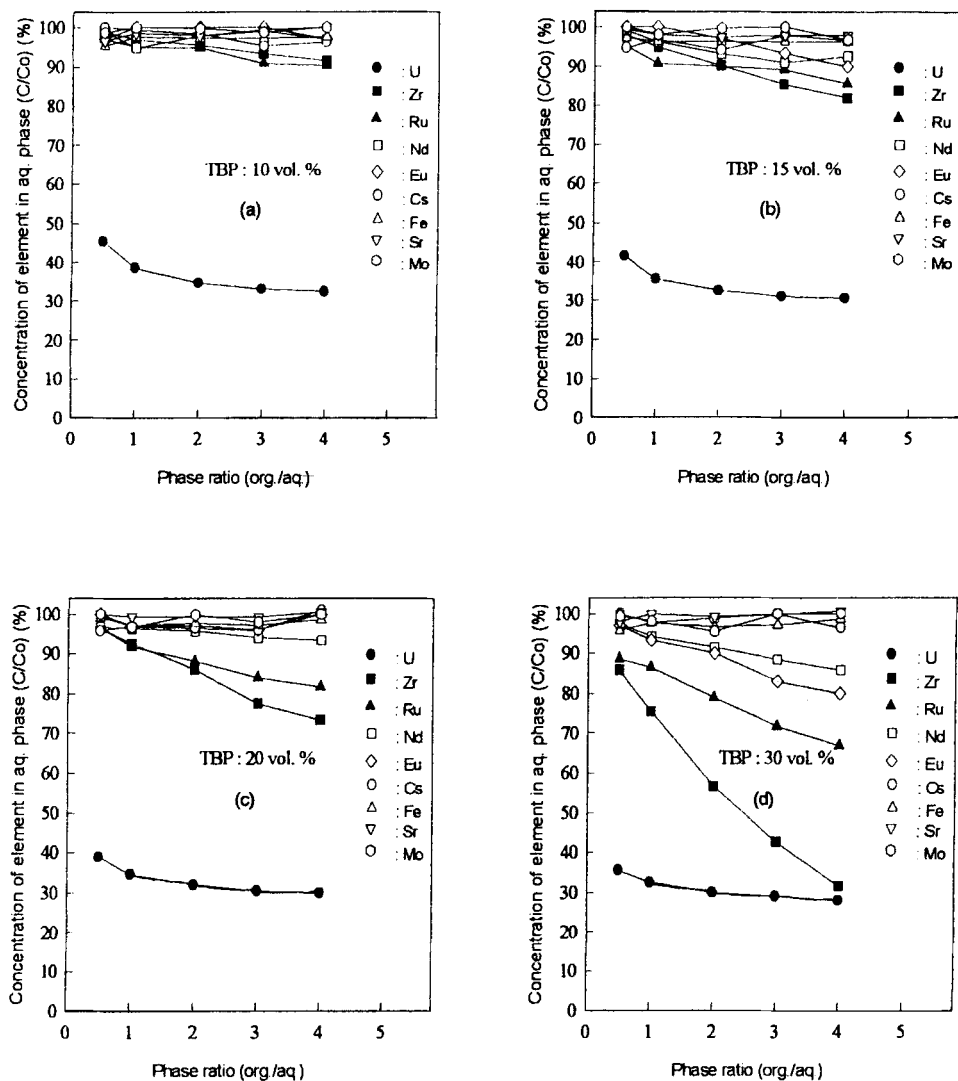 Concentration of element in aq. phase (C/Co) (%)
100
90
80
70
60
50
40
30
20
10
0
TBP : 10 vol. %
(a)
: U
: Zr
: Ru
: Nd
: Eu
: Cs
: Fe
: Sr
: Mo
0 1 2 3 4 5
Phase ratio (org./aq.)
Concentration of element in aq. phase (C/Co) (%)
100
90
80
70
60
50
40
30
20
10
0
TBP : 15 vol. %
(b)
: U
: Zr
: Ru
: Nd
: Eu
: Cs
: Fe
: Sr
: Mo
0 1 2 3 4 5
Phase ratio (org./aq.)
Concentration of element in aq. phase (C/Co) (%)
100
90
80
70
60
50
40
30
20
10
0
TBP : 20 vol. %
(c)
: U
: Zr
: Ru
: Nd
: Eu
: Cs
: Fe
: Sr
: Mo
0 1 2 3 4 5
Phase ratio (org./aq.)
Concentration of element in aq. phase (C/Co) (%)
100
90
80
70
60
50
40
30
20
10
0
TBP : 30 vol. %
(d)
: U
: Zr
: Ru
: Nd
: Eu
: Cs
: Fe
: Sr
: Mo
0 1 2 3 4 5
Phase ratio (org./aq.)